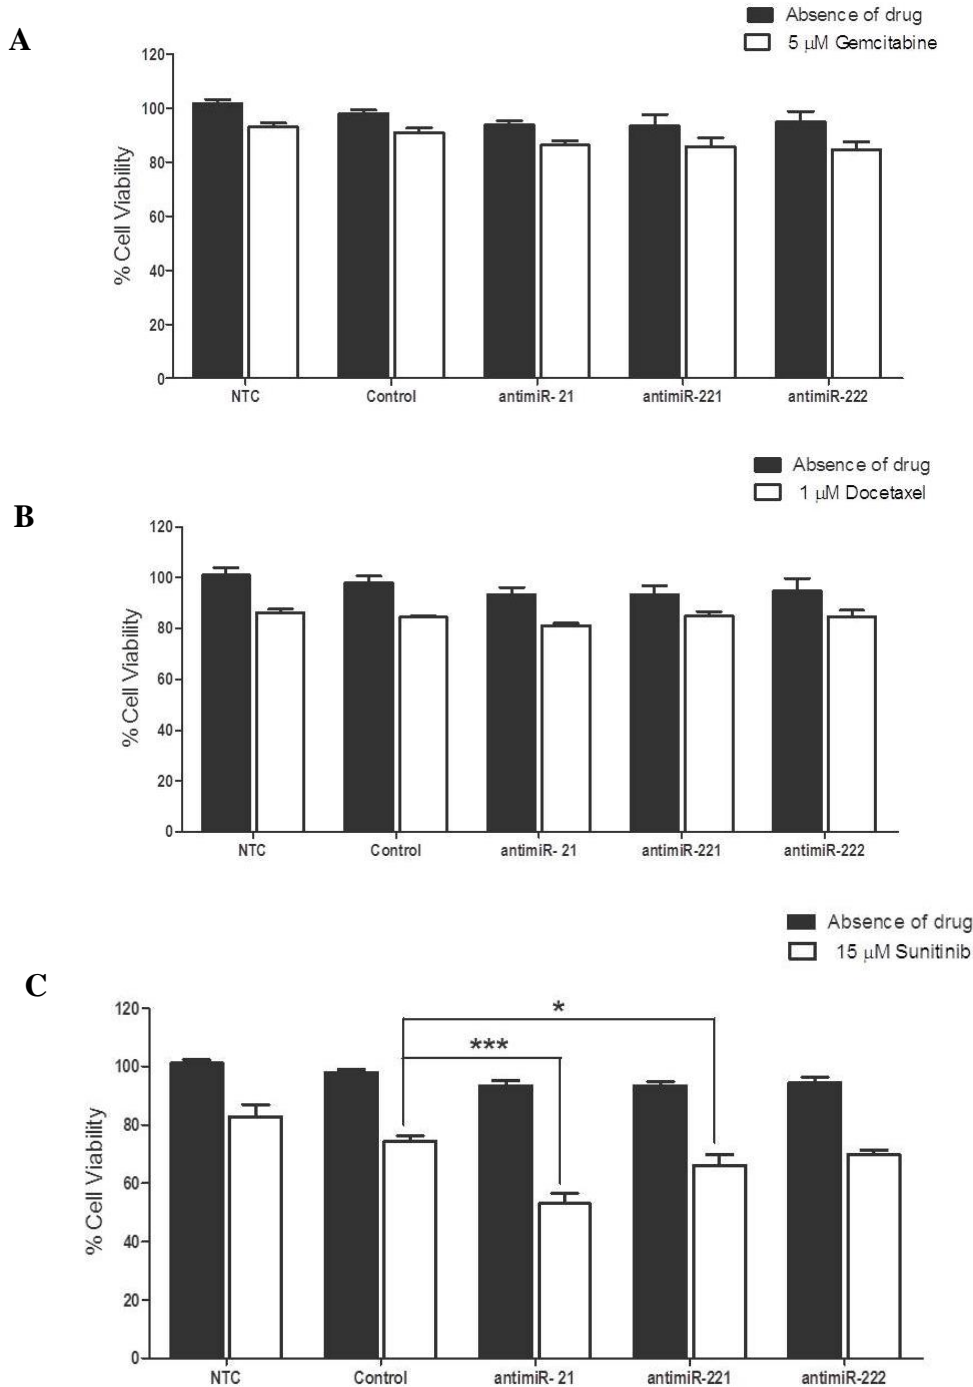 A
Absence of drug
5 μM Gemcitabine
% Cell Viability
120
100
80
60
40
20
0
NTC Control antimiR- 21 antimiR-221 antimiR-222
B
Absence of drug
1 μM Docetaxel
% Cell Viability
120
100
80
60
40
20
0
NTC Control antimiR- 21 antimiR-221 antimiR-222
C
Absence of drug
15 μM Sunitinib
% Cell Viability
120
100
80
60
40
20
0
*
***
NTC Control antimiR- 21 antimiR-221 antimiR-222